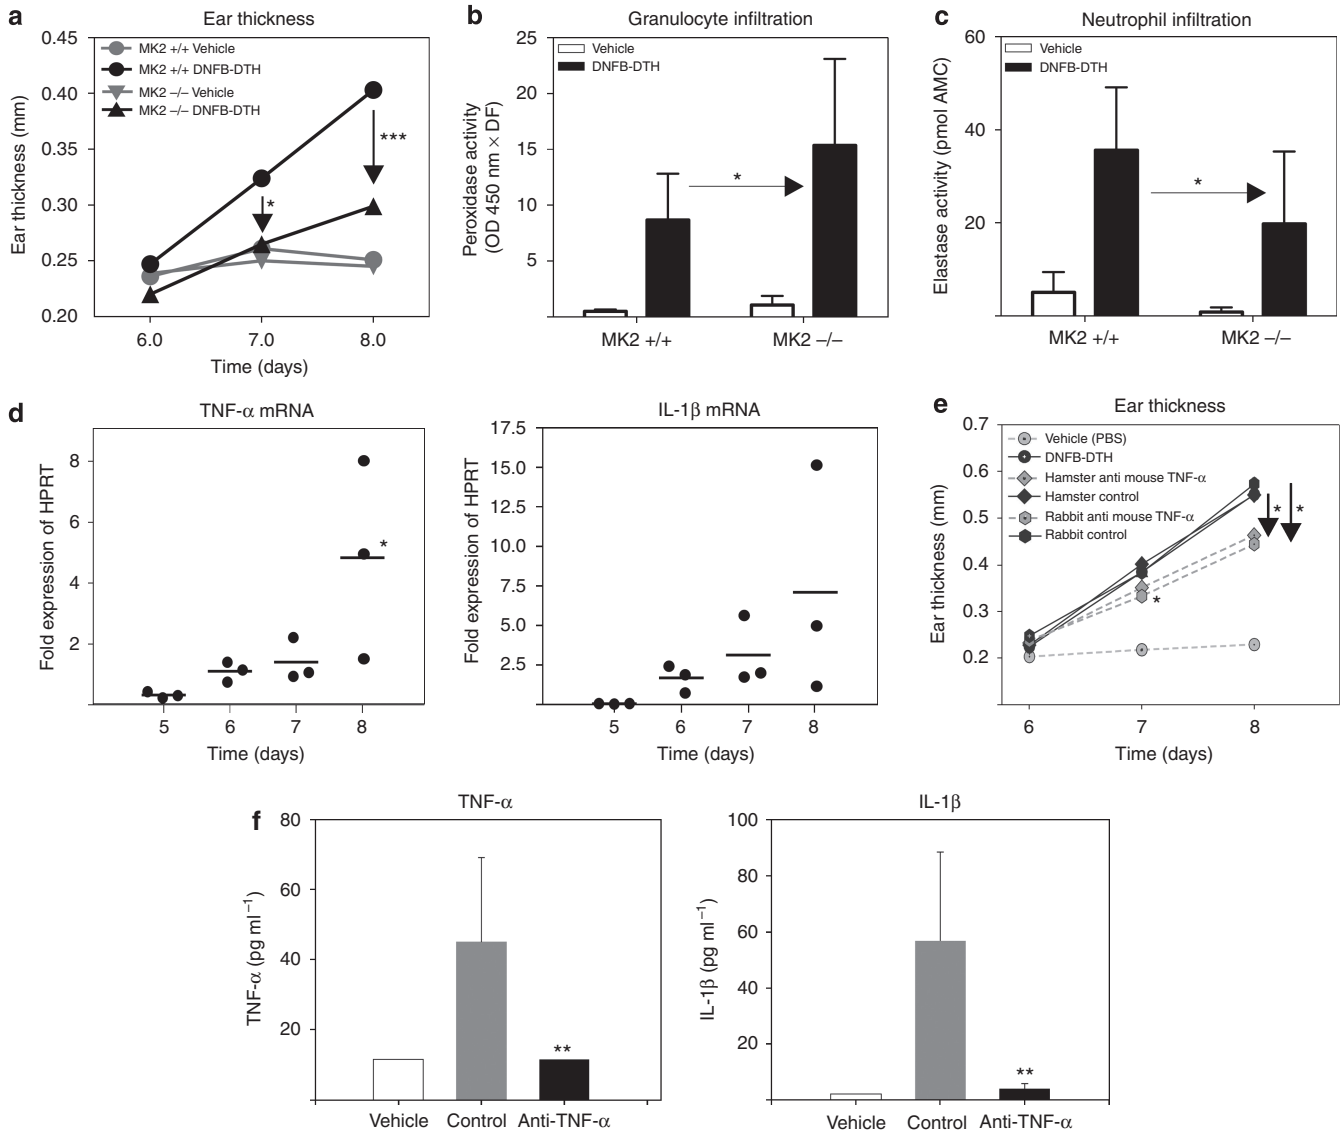 a
Ear thickness
0.45
0.40
0.35
0.30
0.25
0.20
Ear thickness (mm)
MK2 +/+ Vehicle
MK2 +/+ DNFB-DTH
MK2 –/– Vehicle
MK2 –/– DNFB-DTH
*
***
6.0
7.0
8.0
Time (days)
b
Granulocyte infiltration
25
20
15
10
5
Peroxidase activity
(OD 450 nm × DF)
Vehicle
DNFB-DTH
*
MK2 +/+
MK2 –/–
c
Neutrophil infiltration
60
40
20
Elastase activity (pmol AMC)
Vehicle
DNFB-DTH
*
MK2 +/+
MK2 –/–
d
TNF-α mRNA
8
6
4
2
Fold expression of HPRT
*
5
6
7
8
Time (days)
IL-1β mRNA
17.5
15.0
12.5
10.0
7.5
5.0
2.5
Fold expression of HPRT
5
6
7
8
Time (days)
e
Ear thickness
0.7
0.6
0.5
0.4
0.3
0.2
Ear thickness (mm)
Vehicle (PBS)
DNFB-DTH
Hamster anti mouse TNF-α
Hamster control
Rabbit anti mouse TNF-α
Rabbit control
*
*
*
6
7
8
Time (days)
f
TNF-α
80
60
40
20
TNF-α (pg ml⁻¹)
**
Vehicle
Control
Anti-TNF-α
IL-1β
100
80
60
40
20
IL-1β (pg ml⁻¹)
**
Vehicle
Control
Anti-TNF-α